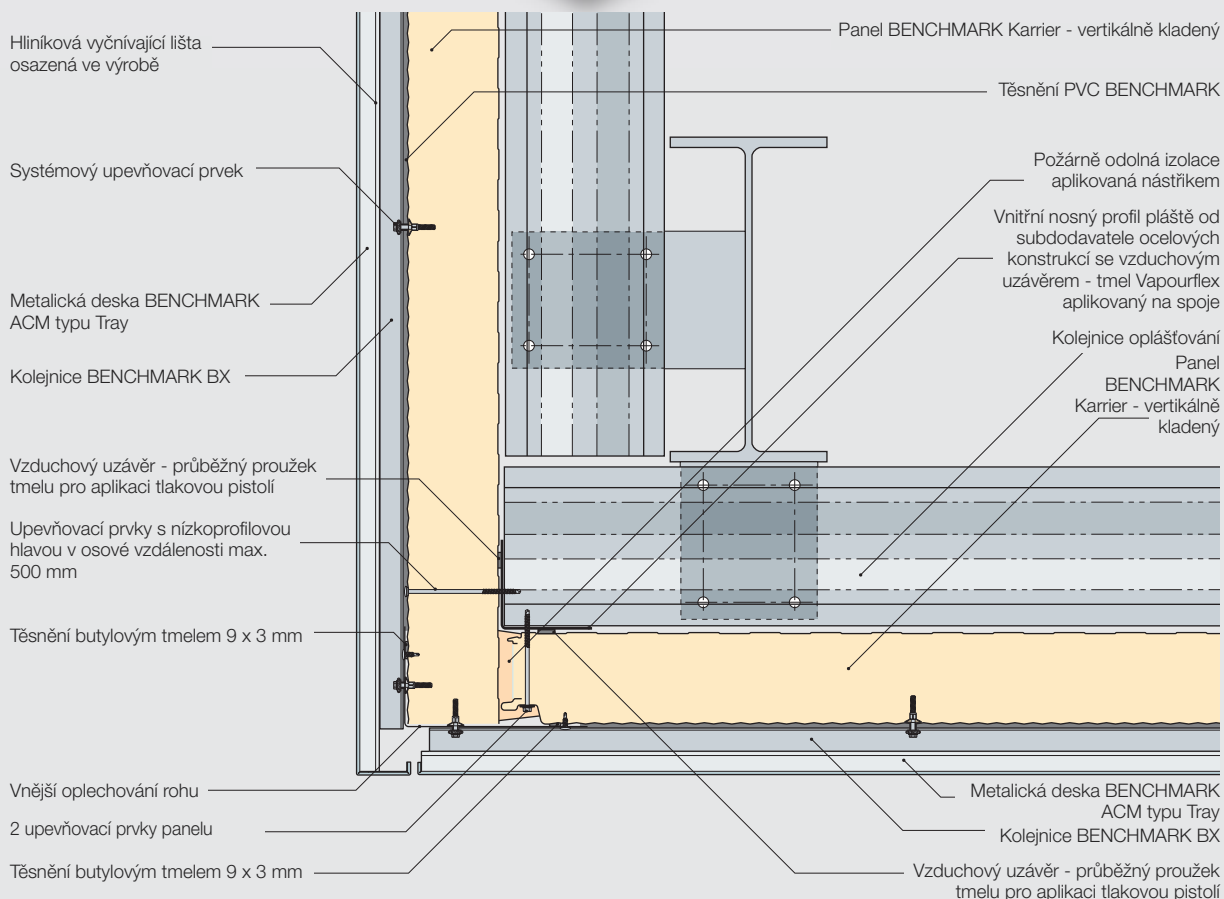 Hliníková vyčnívající lišta
osazená ve výrobě
Systémový upevňovací prvek
Metalická deska BENCHMARK
ACM typu Tray
Kolejnice BENCHMARK BX
Vzduchový uzávěr - průběžný proužek
tmelu pro aplikaci tlakovou pistolí
Upevňovací prvky s nízkoprofilovou
hlavou v osové vzdálenosti max.
500 mm
Těsnění butylovým tmelem 9 x 3 mm
Vnější oplechování rohu
2 upevňovací prvky panelu
Těsnění butylovým tmelem 9 x 3 mm
Panel BENCHMARK Karrier - vertikálně kladený
Těsnění PVC BENCHMARK
Požárně odolná izolace
aplikovaná nástřikem
Vnitřní nosný profil pláště od
subdodavatele ocelových
konstrukcí se vzduchovým
uzávěrem - tmel Vapourflex
aplikovaný na spoje
Kolejnice oplášťování
Panel
BENCHMARK
Karrier - vertikálně
kladený
Metalická deska BENCHMARK
ACM typu Tray
Kolejnice BENCHMARK BX
Vzduchový uzávěr - průběžný proužek
tmelu pro aplikaci tlakovou pistolí